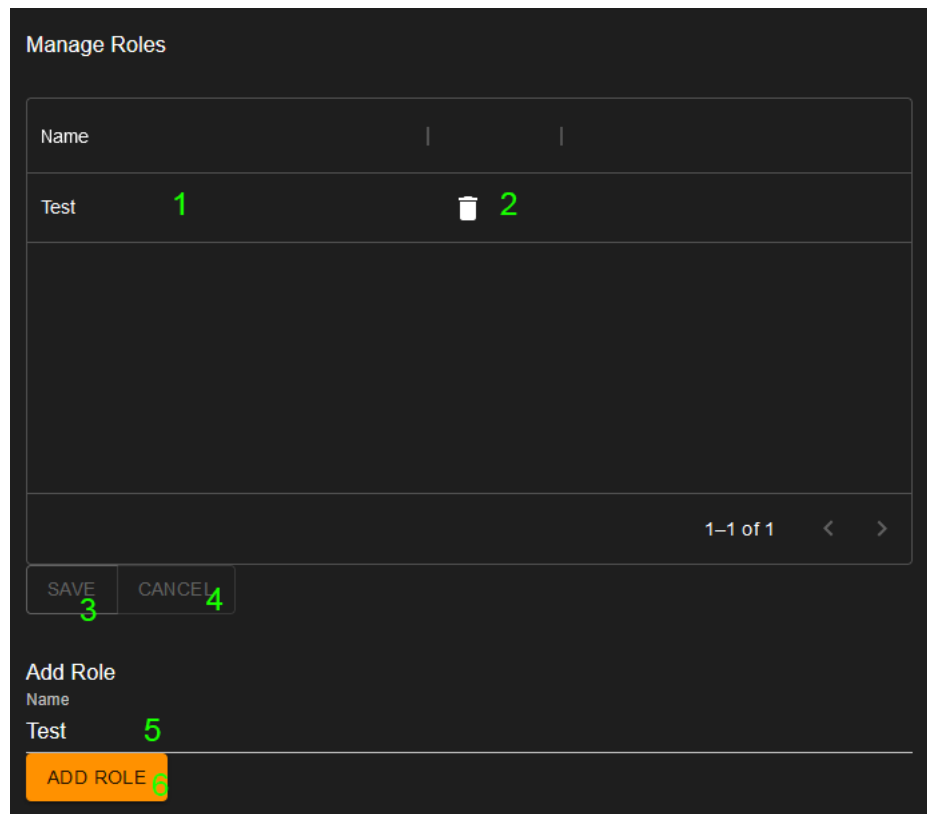 Manage Roles
Name
Test 1 2
1–1 of 1
SAVE 3 CANCEL 4
Add Role
Name
Test 5
ADD ROLE 6